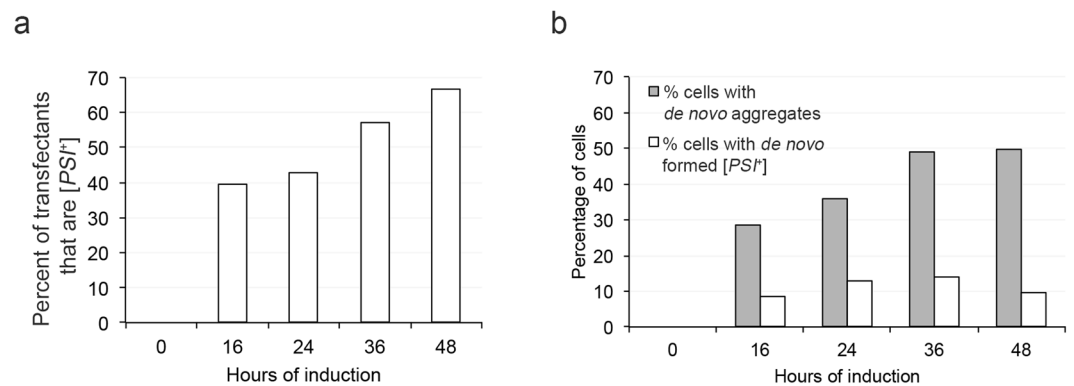 a
Percent of transfectants
that are [PSI⁺]
70
60
50
40
30
20
10
0
0 16 24 36 48
Hours of induction
b
Percentage of cells
70
60
50
40
30
20
10
0
% cells with
de novo aggregates
% cells with de novo
formed [PSI⁺]
0 16 24 36 48
Hours of induction